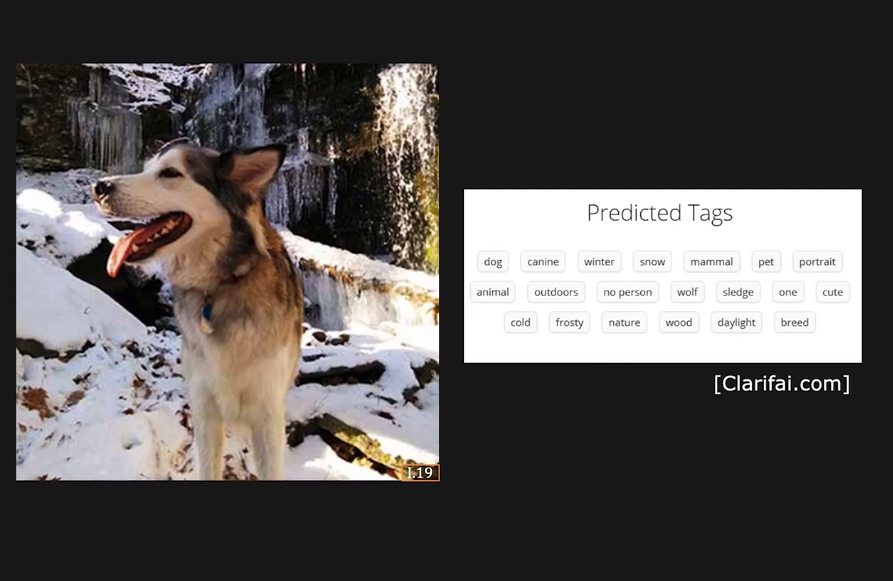 Predicted Tags
dog canine winter snow mammal pet portrait
animal outdoors no person wolf sledge one cute
cold frosty nature wood daylight breed
[Clarifai.com]
I.19